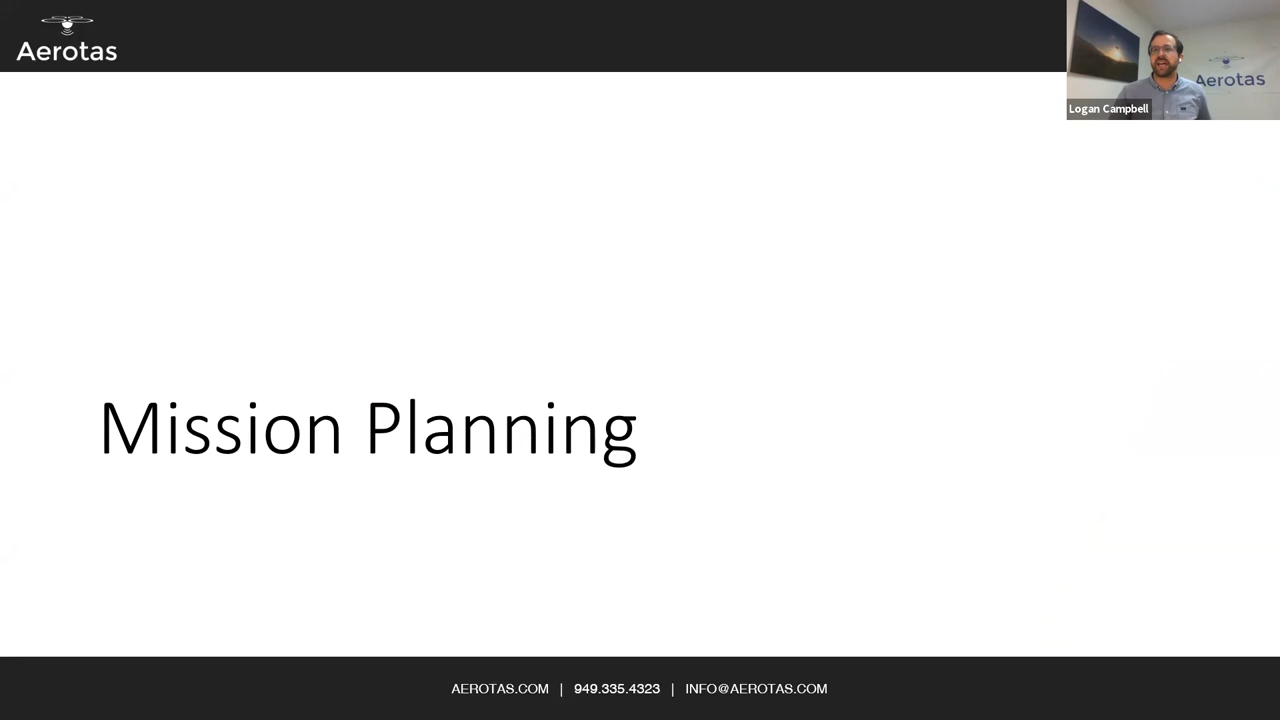 Aerotas
Aerotas
Logan Campbell
Mission Planning
AEROTAS.COM | 949.335.4323 | INFO@AEROTAS.COM